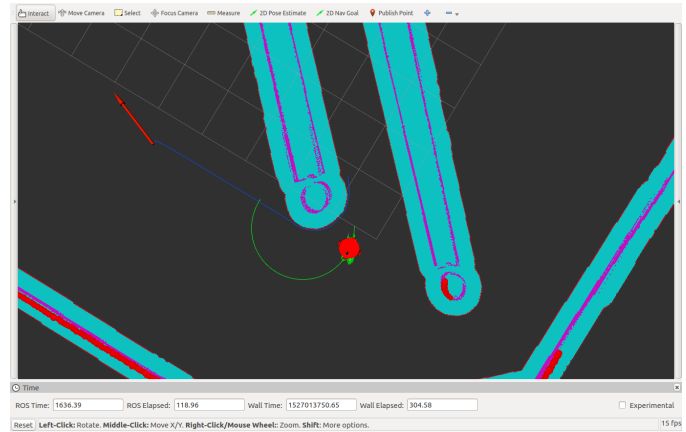 Interact Move Camera Select Focus Camera Measure 2D Pose Estimate 2D Nav Goal Publish Point
Time
ROS Time: 1636.39 ROS Elapsed: 118.96 Wall Time: 1527013750.65 Wall Elapsed: 304.58 Experimental
Reset Left-Click: Rotate. Middle-Click: Move X/Y. Right-Click/Mouse Wheel:: Zoom. Shift: More options. 15 fps